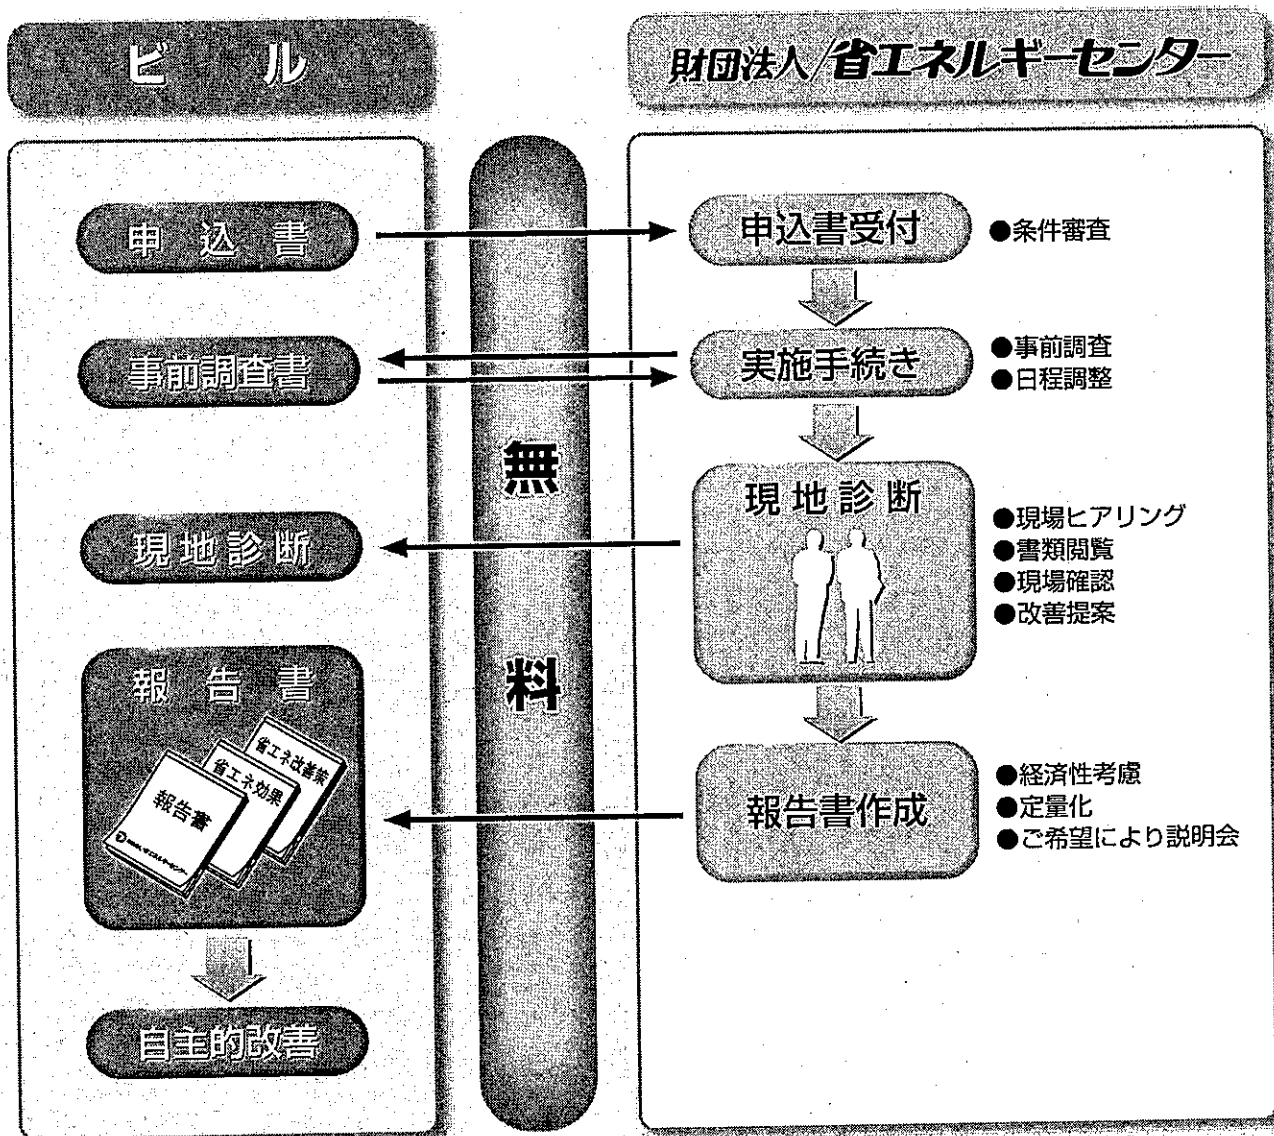 ビル
財団法人/省エネルギーセンター
申込書
申込書受付
●条件審査
事前調査書
実施手続き
●事前調査
●日程調整
無料
現地診断
現地診断
●現場ヒアリング
●書類閲覧
●現場確認
●改善提案
報告書
省エネ改善策
省エネ効果
報告書
報告書作成
●経済性考慮
●定量化
●ご希望により説明会
自主的改善